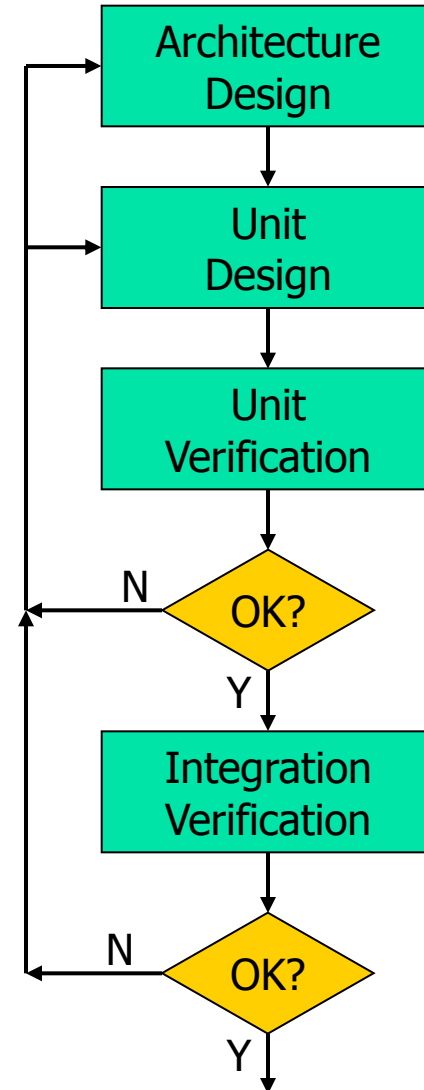 Architecture
Design
Unit
Design
Unit
Verification
N
OK?
Y
Integration
Verification
N
OK?
Y